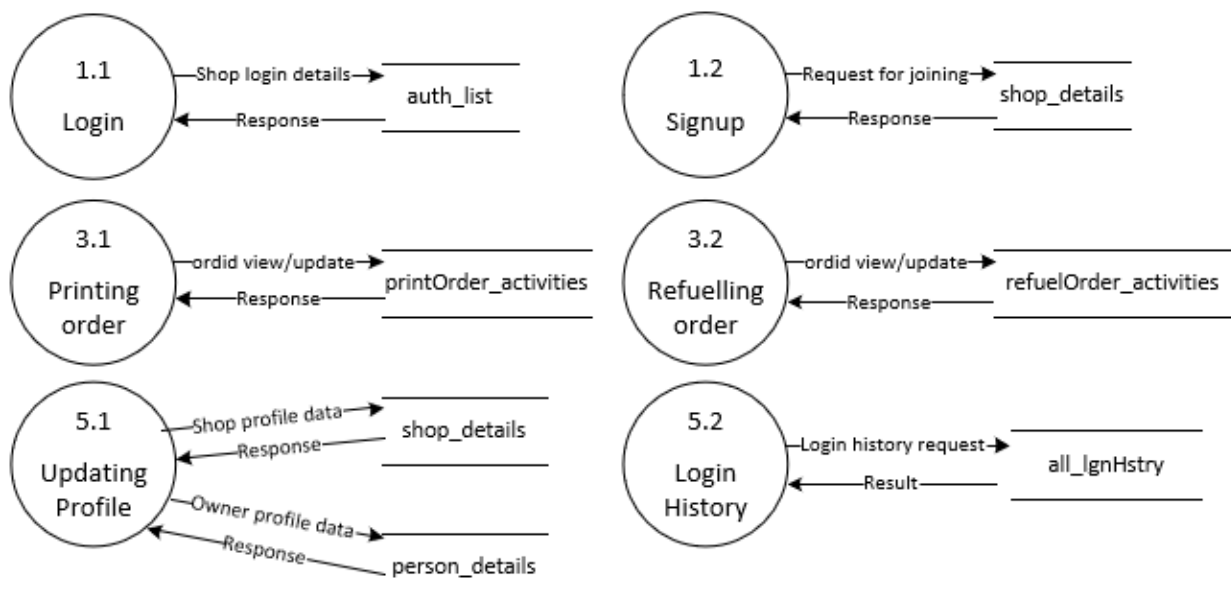 1.1
Login
Shop login details
Response
auth_list
1.2
Signup
Request for joining
Response
shop_details
3.1
Printing
order
ordid view/update
Response
printOrder_activities
3.2
Refuelling
order
ordid view/update
Response
refuelOrder_activities
5.1
Updating
Profile
Shop profile data
Response
shop_details
Owner profile data
Response
person_details
5.2
Login
History
Login history request
Result
all_lgnHstry